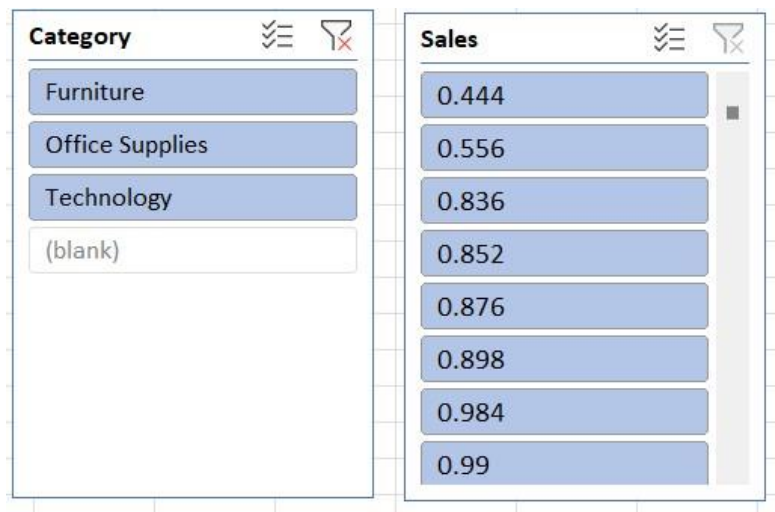 Category
Furniture
Office Supplies
Technology
(blank)
Sales
0.444
0.556
0.836
0.852
0.876
0.898
0.984
0.99